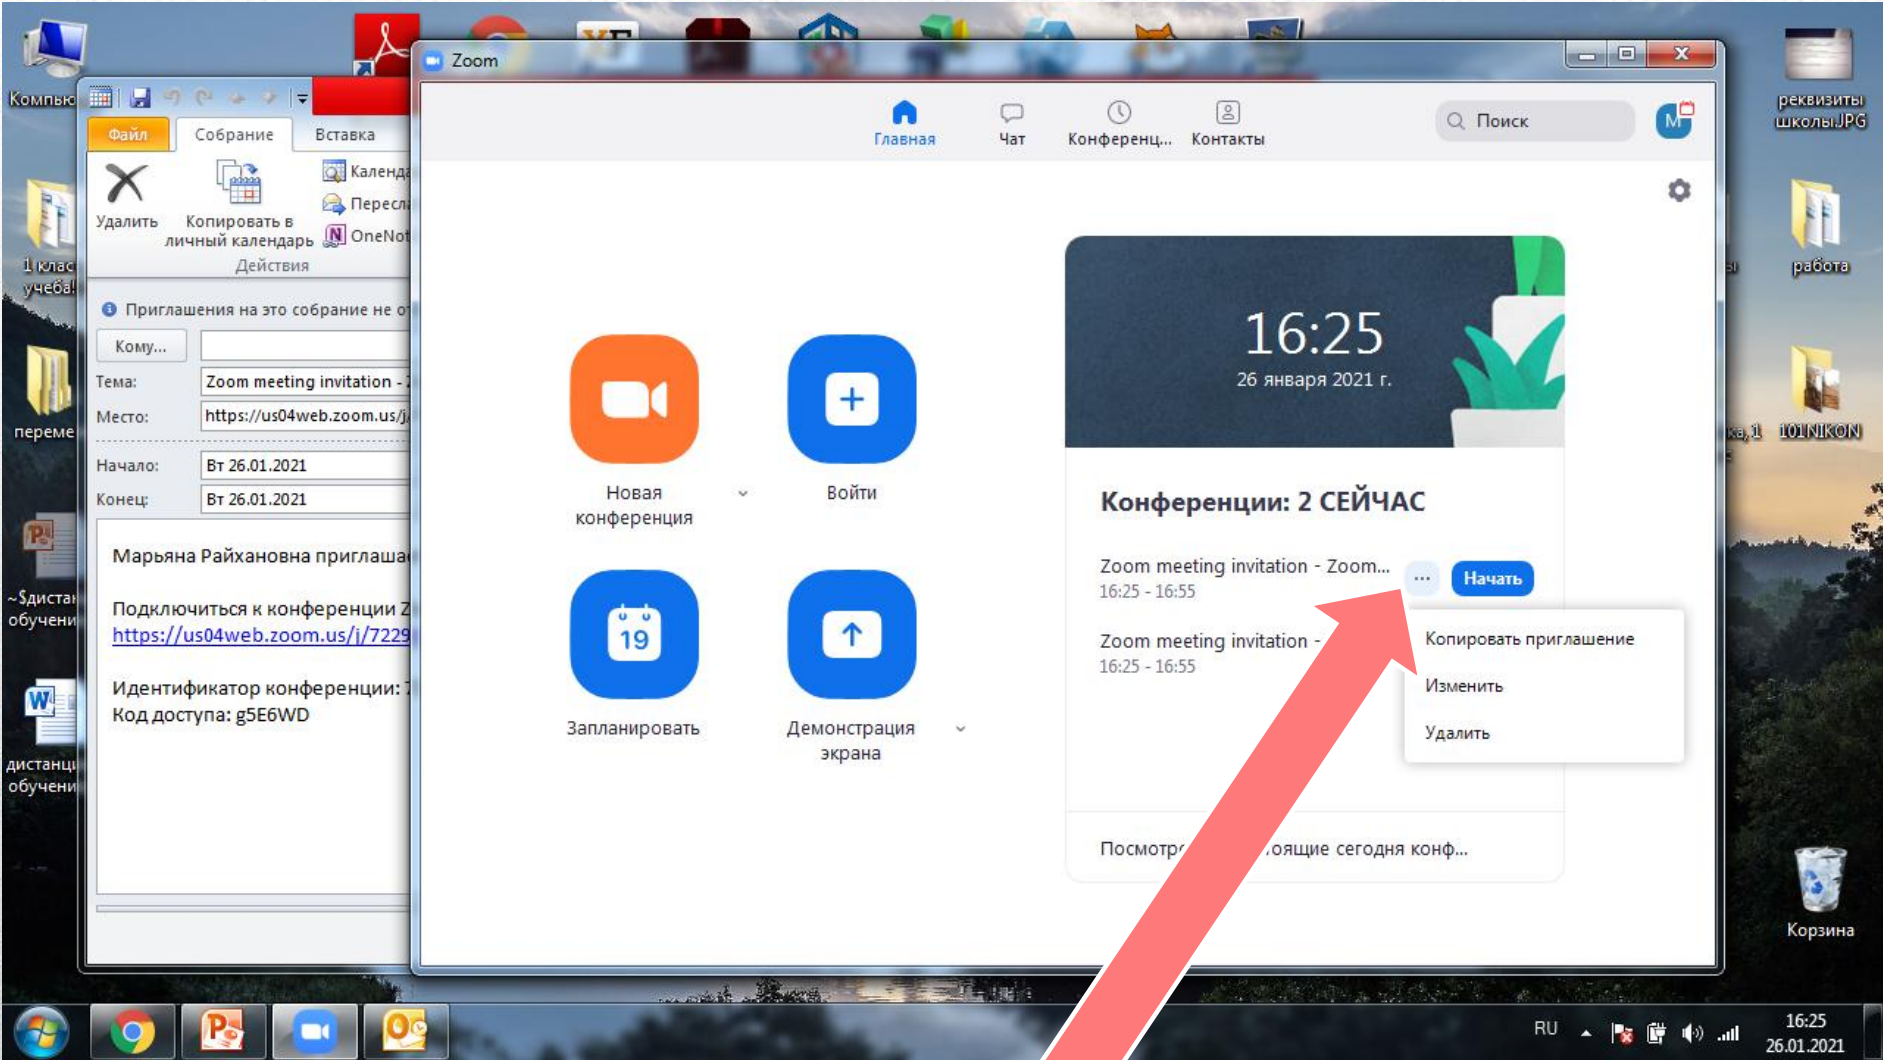 Компью
XF
Zoom
Файл
Собрание
Вставка
Удалить
Копировать в
личный календарь
Действия
OneNot
Приглашения на это собрание не
Кому...
Тема:
Zoom meeting invitation -
Место:
https://us04web.zoom.us/j
Начало:
Вт 26.01.2021
Конец:
Вт 26.01.2021
Марьяна Райхановна приглаша
Подключиться к конференции
https://us04web.zoom.us/j/7229
Идентификатор конференции:
Код доступа: g5E6WD
Главная
Чат
Конференц...
Контакты
Поиск
M
16:25
26 января 2021 г.
Новая
конференция
Войти
19
Запланировать
Демонстрация
экрана
Конференции: 2 СЕЙЧАС
Zoom meeting invitation - Zoom...
16:25 - 16:55
...
Начать
Zoom meeting invitation -
16:25 - 16:55
Копировать приглашение
Изменить
Удалить
сегодня конф...
1 клас
учеба!
переме
~$диста
обучени
дистанц
обучени
реквизиты
школы.JPG
работа
101NIKON
Корзина
RU
16:25
26.01.2021